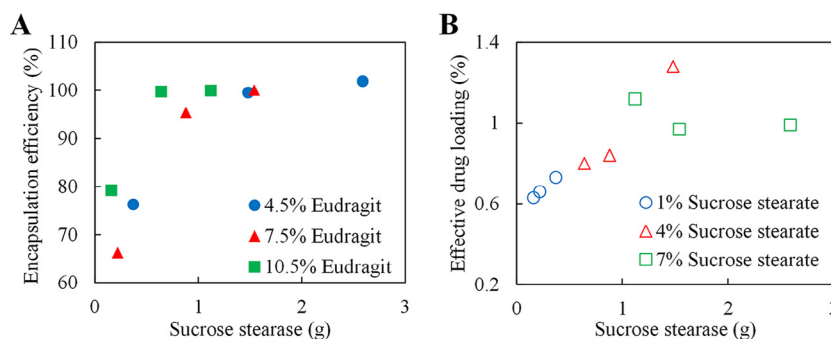 A
Encapsulation efficiency (%)
110
100
90
80
70
60
0
1
2
3
Sucrose stearase (g)
4.5% Eudragit
7.5% Eudragit
10.5% Eudragit
B
Effective drug loading (%)
1.4
1
0.6
0.2
0
1
2
3
Sucrose stearase (g)
1% Sucrose stearate
4% Sucrose stearate
7% Sucrose stearate